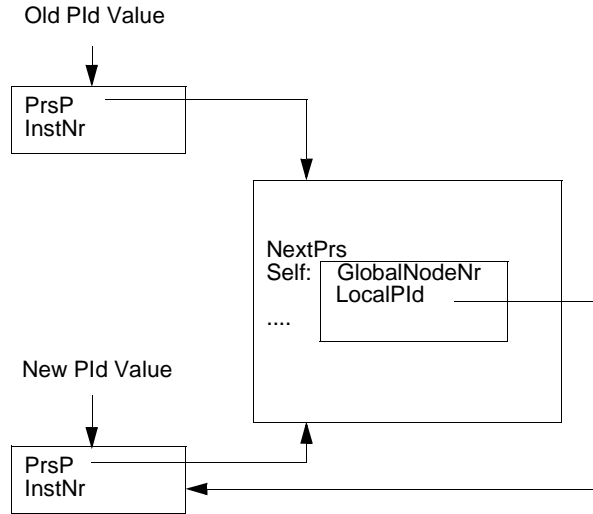 Old PId Value
PrsP
InstNr
NextPrs
Self: GlobalNodeNr
LocalPId
....
New PId Value
PrsP
InstNr